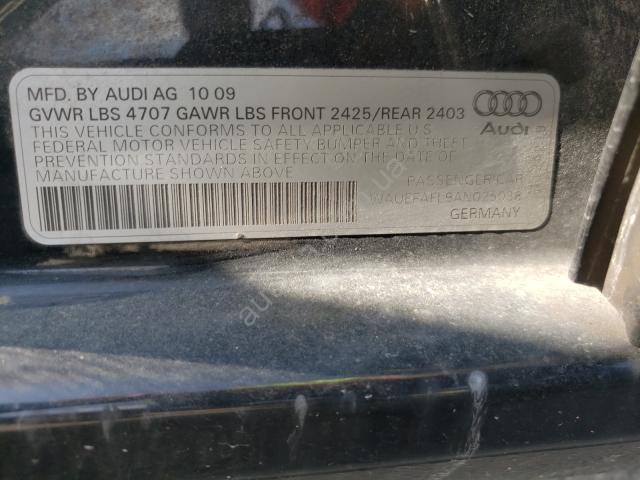 MFD. BY AUDI AG 10 09
GVWR LBS 4707 GAWR LBS FRONT 2425/REAR 2403
THIS VEHICLE CONFORMS TO ALL APPLICABLE U.S.
FEDERAL MOTOR VEHICLE SAFETY BUMPER AND THEFT
PREVENTION STANDARDS IN EFFECT ON THE DATE OF
MANUFACTURE SHOWN ABOVE
Audi
PASSENGER CAR
WAUEFAFL9AN025038
GERMANY